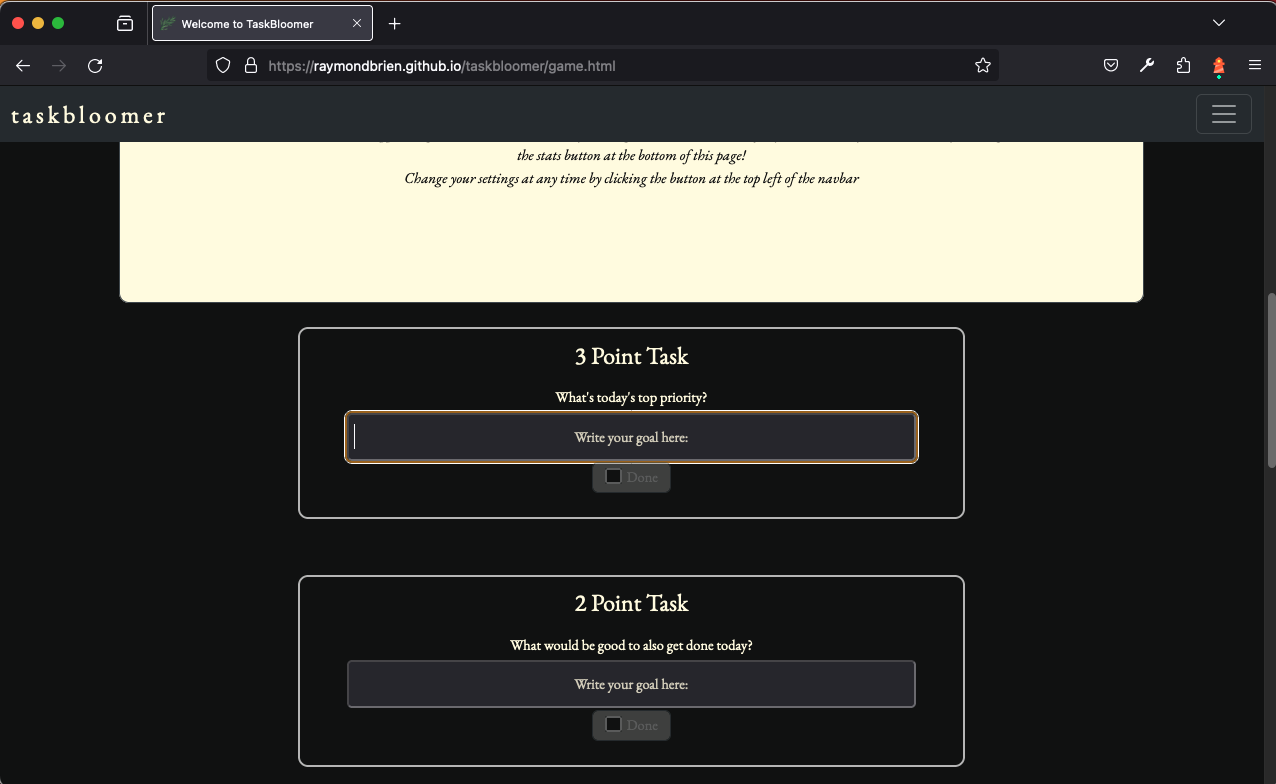 Welcome to TaskBloomer
https://raymondbrien.github.io/taskbloomer/game.html
taskbloomer
the stats button at the bottom of this page!
Change your settings at any time by clicking the button at the top left of the navbar
3 Point Task
What's today's top priority?
Write your goal here:
Done
2 Point Task
What would be good to also get done today?
Write your goal here:
Done